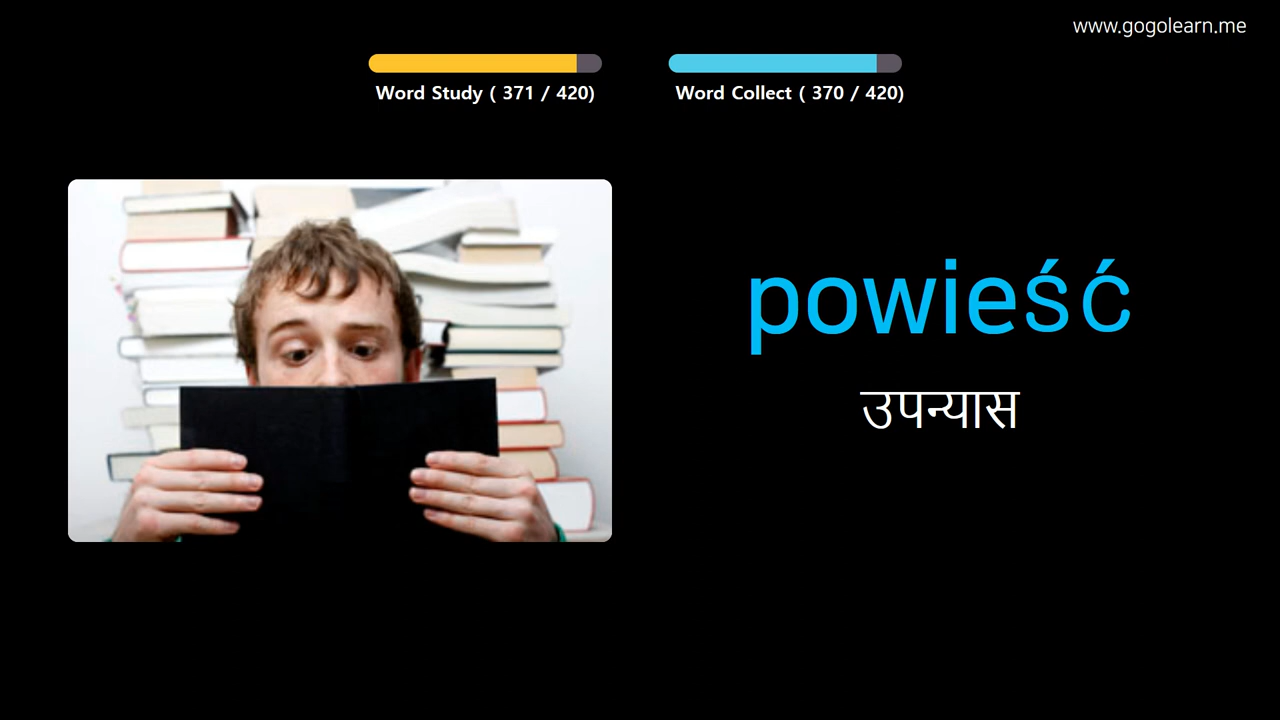 www.gogolearn.me
Word Study ( 371 / 420)
Word Collect ( 370 / 420)
powieść
उपन्यास